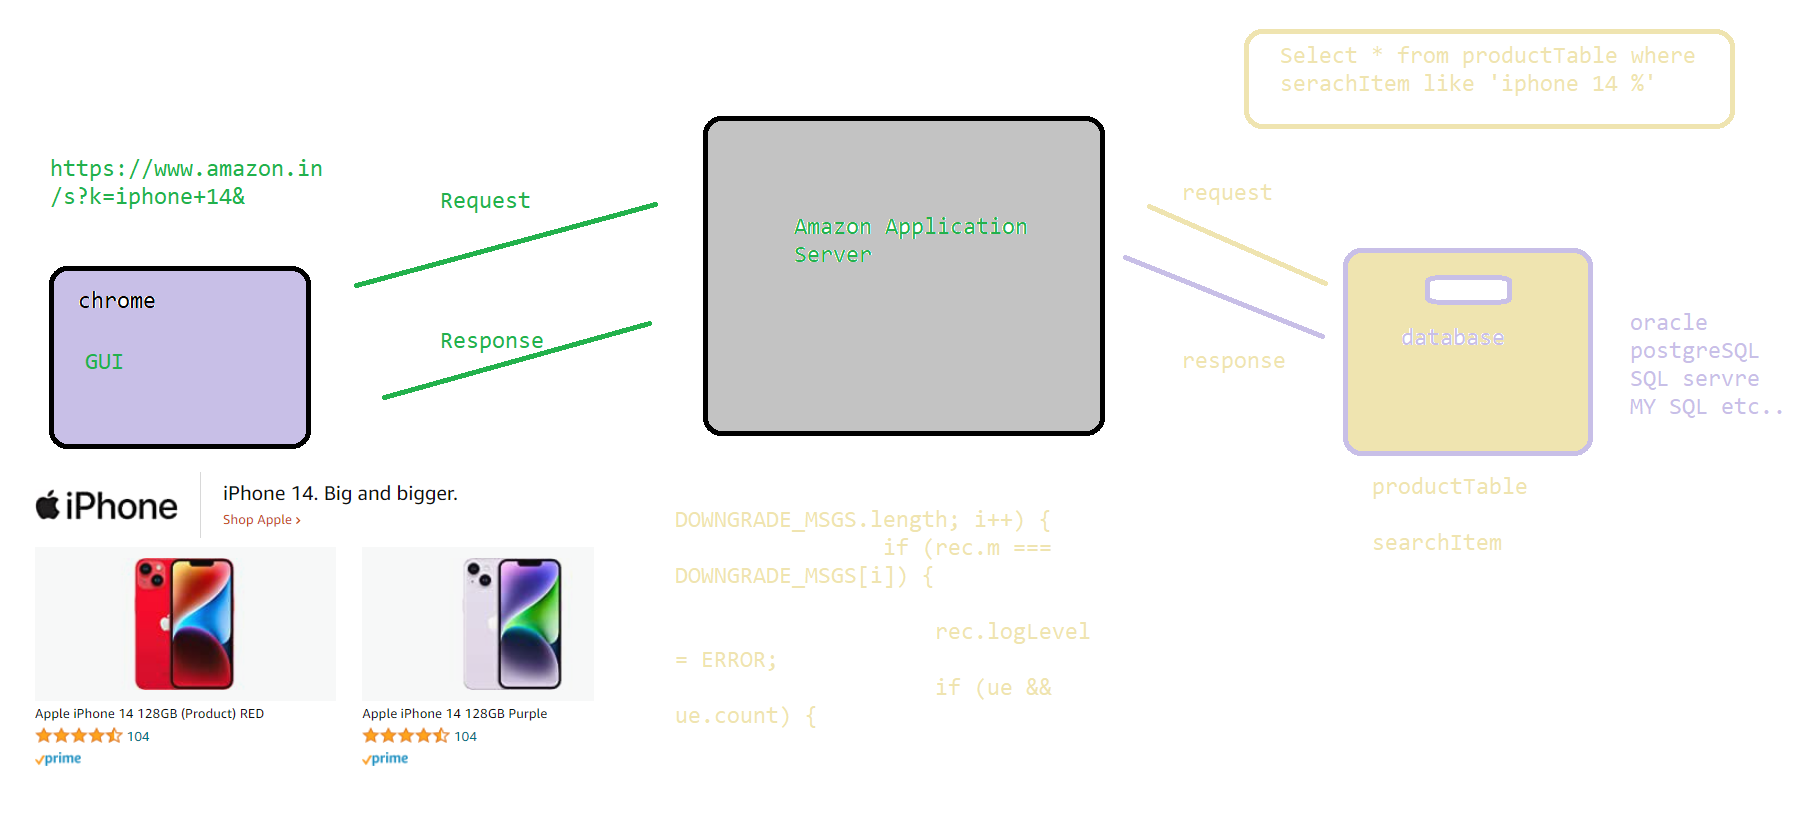 Select * from productTable where
serachItem like 'iphone 14 %'
https://www.amazon.in
/s?k=iphone+14&
Request
request
Amazon Application
Server
chrome
GUI
Response
database
response
oracle
postgreSQL
SQL servre
MY SQL etc..
iPhone
iPhone 14. Big and bigger.
Shop Apple ›
productTable
searchItem
DOWNGRADE_MSGS.length; i++) {
if (rec.m ===
DOWNGRADE_MSGS[i]) {
rec.logLevel
= ERROR;
if (ue &&
ue.count) {
Apple iPhone 14 128GB (Product) RED
104
prime
Apple iPhone 14 128GB Purple
104
prime